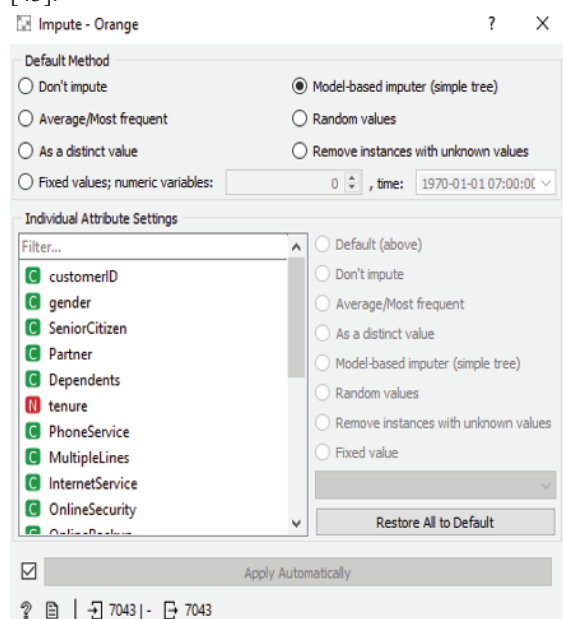 [43].
Impute - Orange ? X
Default Method
Don't impute
Model-based imputer (simple tree)
Average/Most frequent
Random values
As a distinct value
Remove instances with unknown values
Fixed values; numeric variables: 0 , time: 1970-01-01 07:00:00
Individual Attribute Settings
Filter...
C customerID
C gender
C SeniorCitizen
C Partner
C Dependents
N tenure
C PhoneService
C MultipleLines
C InternetService
C OnlineSecurity
C OnlineBackup
Default (above)
Don't impute
Average/Most frequent
As a distinct value
Model-based imputer (simple tree)
Random values
Remove instances with unknown values
Fixed value
Restore All to Default
Apply Automatically
? | 7043 | - 7043